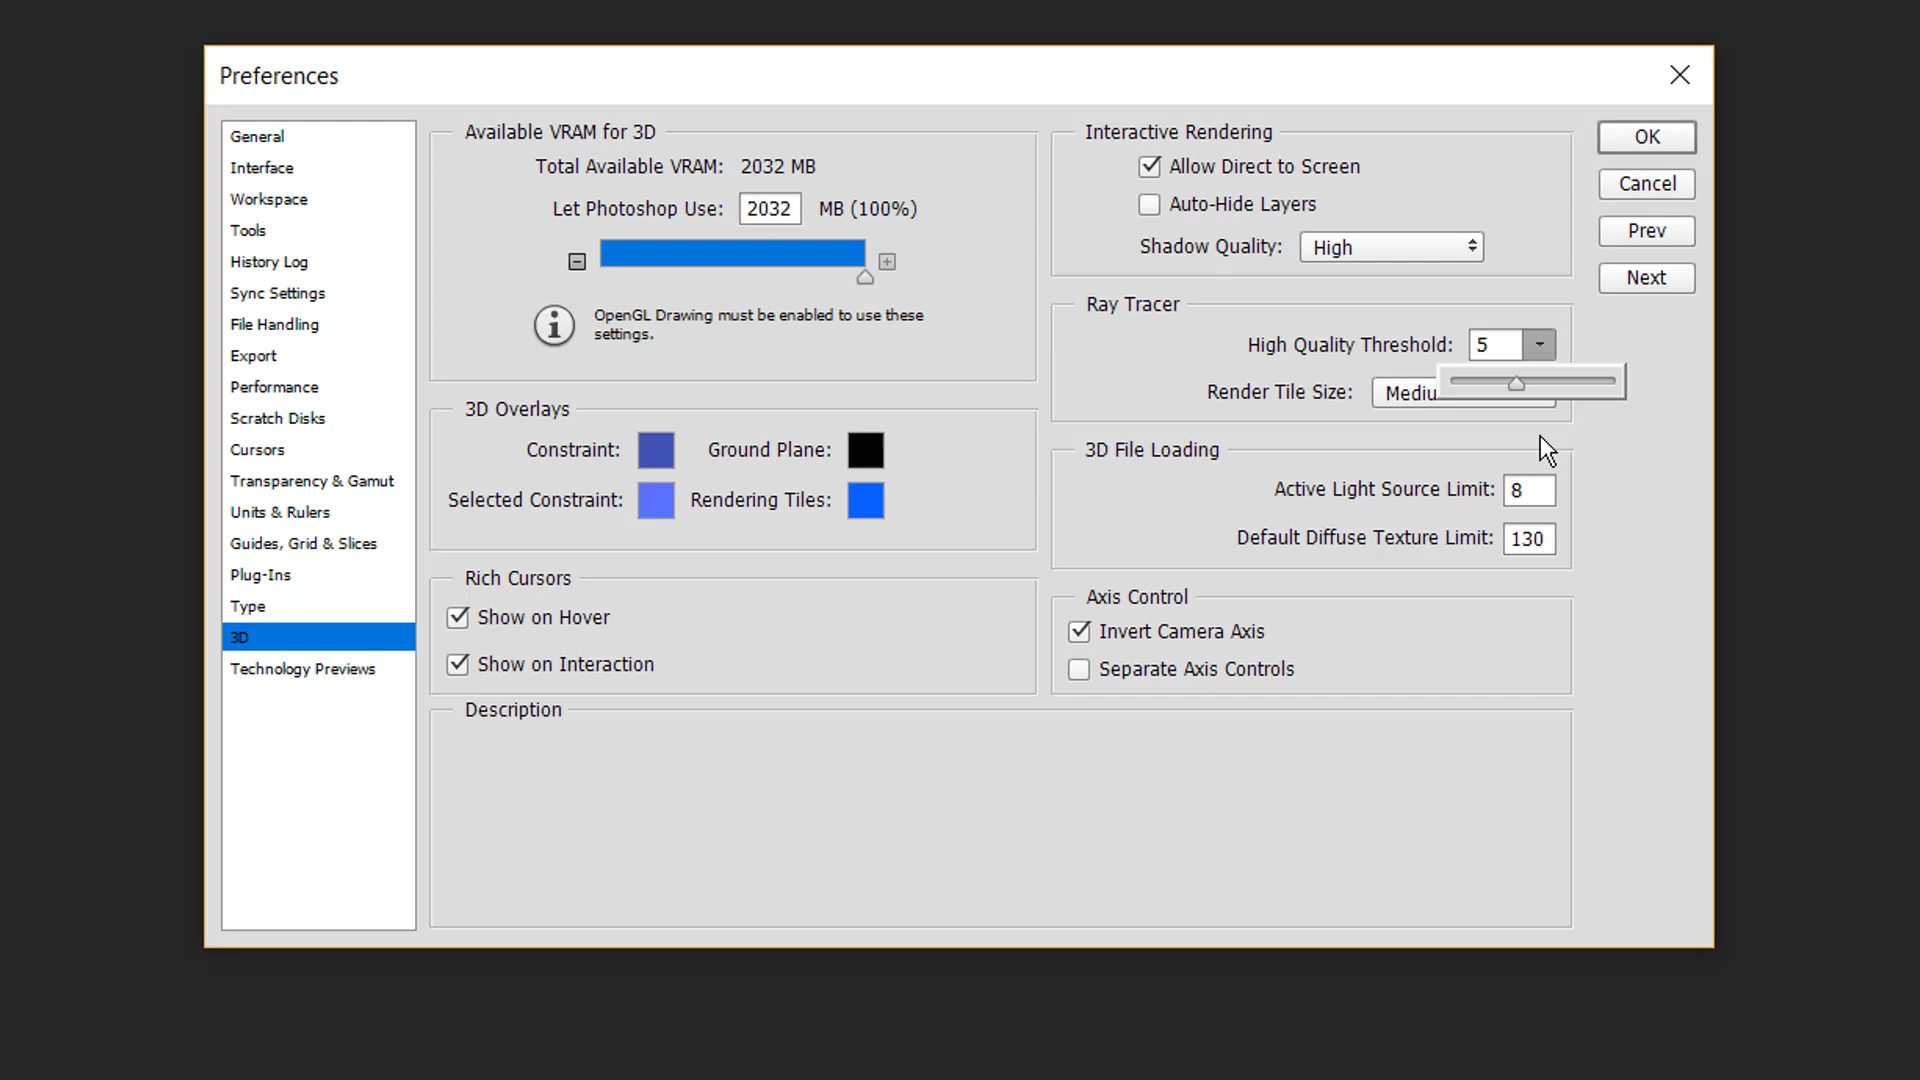 Preferences
General
Interface
Workspace
Tools
History Log
Sync Settings
File Handling
Export
Performance
Scratch Disks
Cursors
Transparency & Gamut
Units & Rulers
Guides, Grid & Slices
Plug-Ins
Type
3D
Technology Previews
Available VRAM for 3D
Total Available VRAM: 2032 MB
Let Photoshop Use: 2032 MB (100%)
OpenGL Drawing must be enabled to use these
settings.
3D Overlays
Constraint: Ground Plane:
Selected Constraint: Rendering Tiles:
Rich Cursors
Show on Hover
Show on Interaction
Interactive Rendering
Allow Direct to Screen
Auto-Hide Layers
Shadow Quality: High
Ray Tracer
High Quality Threshold: 5
Render Tile Size: Mediu
3D File Loading
Active Light Source Limit: 8
Default Diffuse Texture Limit: 130
Axis Control
Invert Camera Axis
Separate Axis Controls
Description
OK
Cancel
Prev
Next